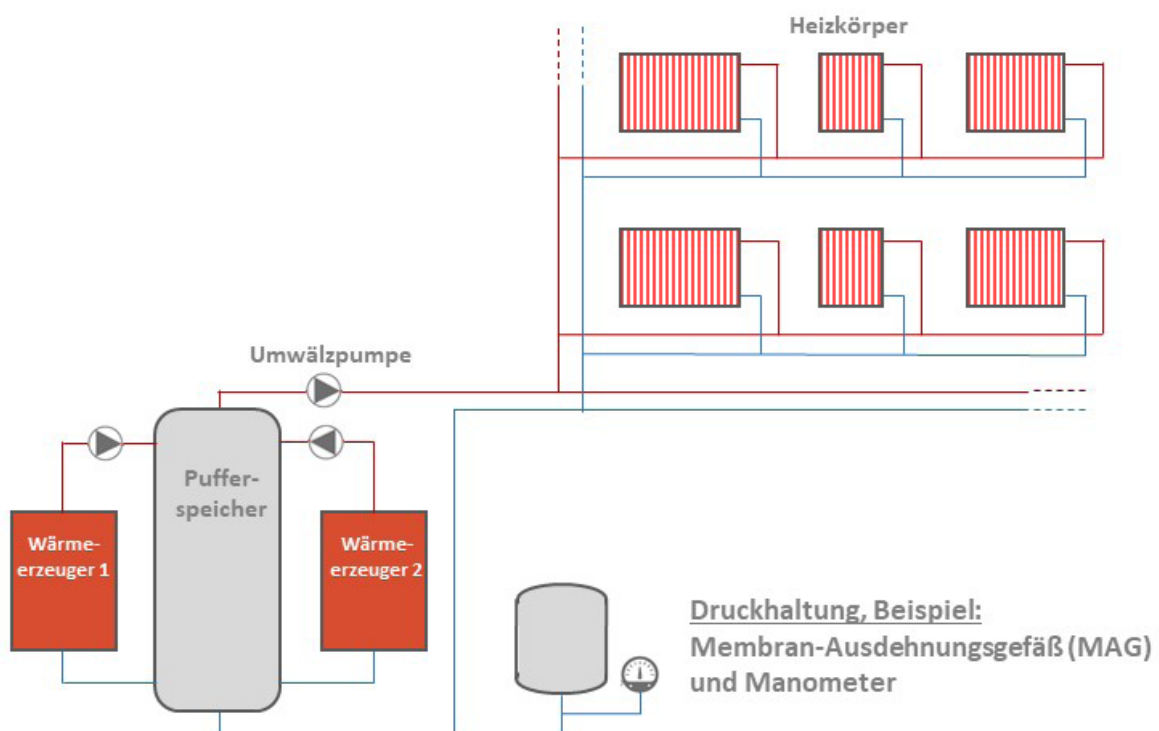 Heizkörper
Umwälzpumpe
Puffer-
speicher
Wärme-
erzeuger 1
Wärme-
erzeuger 2
Druckhaltung, Beispiel:
Membran-Ausdehnungsgefäß (MAG)
und Manometer